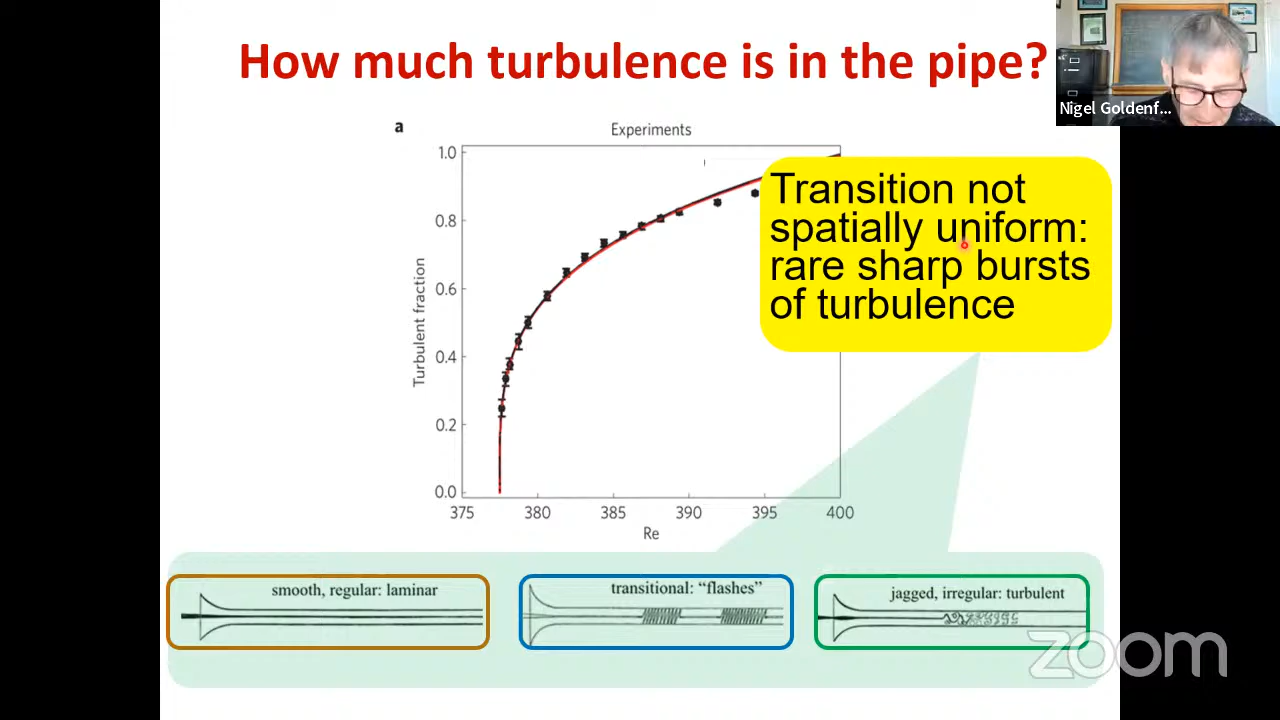 How much turbulence is in the pipe?
Nigel Goldenf...
a
Experiments
1.0
0.8
0.6
0.4
0.2
0.0
Turbulent fraction
375
380
385
390
395
400
Re
Transition not
spatially uniform:
rare sharp bursts
of turbulence
smooth, regular: laminar
transitional: “flashes”
jagged, irregular: turbulent
zoom